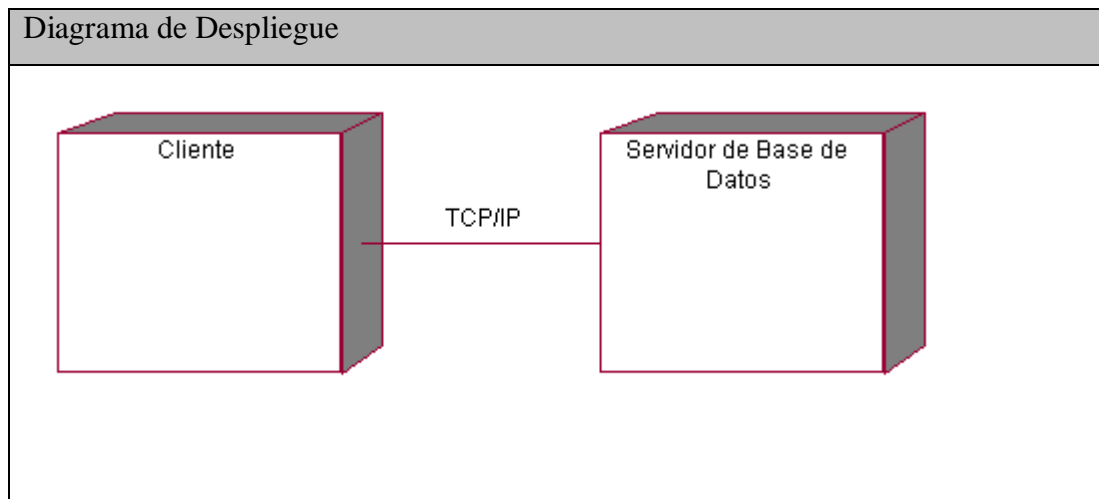 Diagrama de Despliegue
Cliente
TCP/IP
Servidor de Base de
Datos